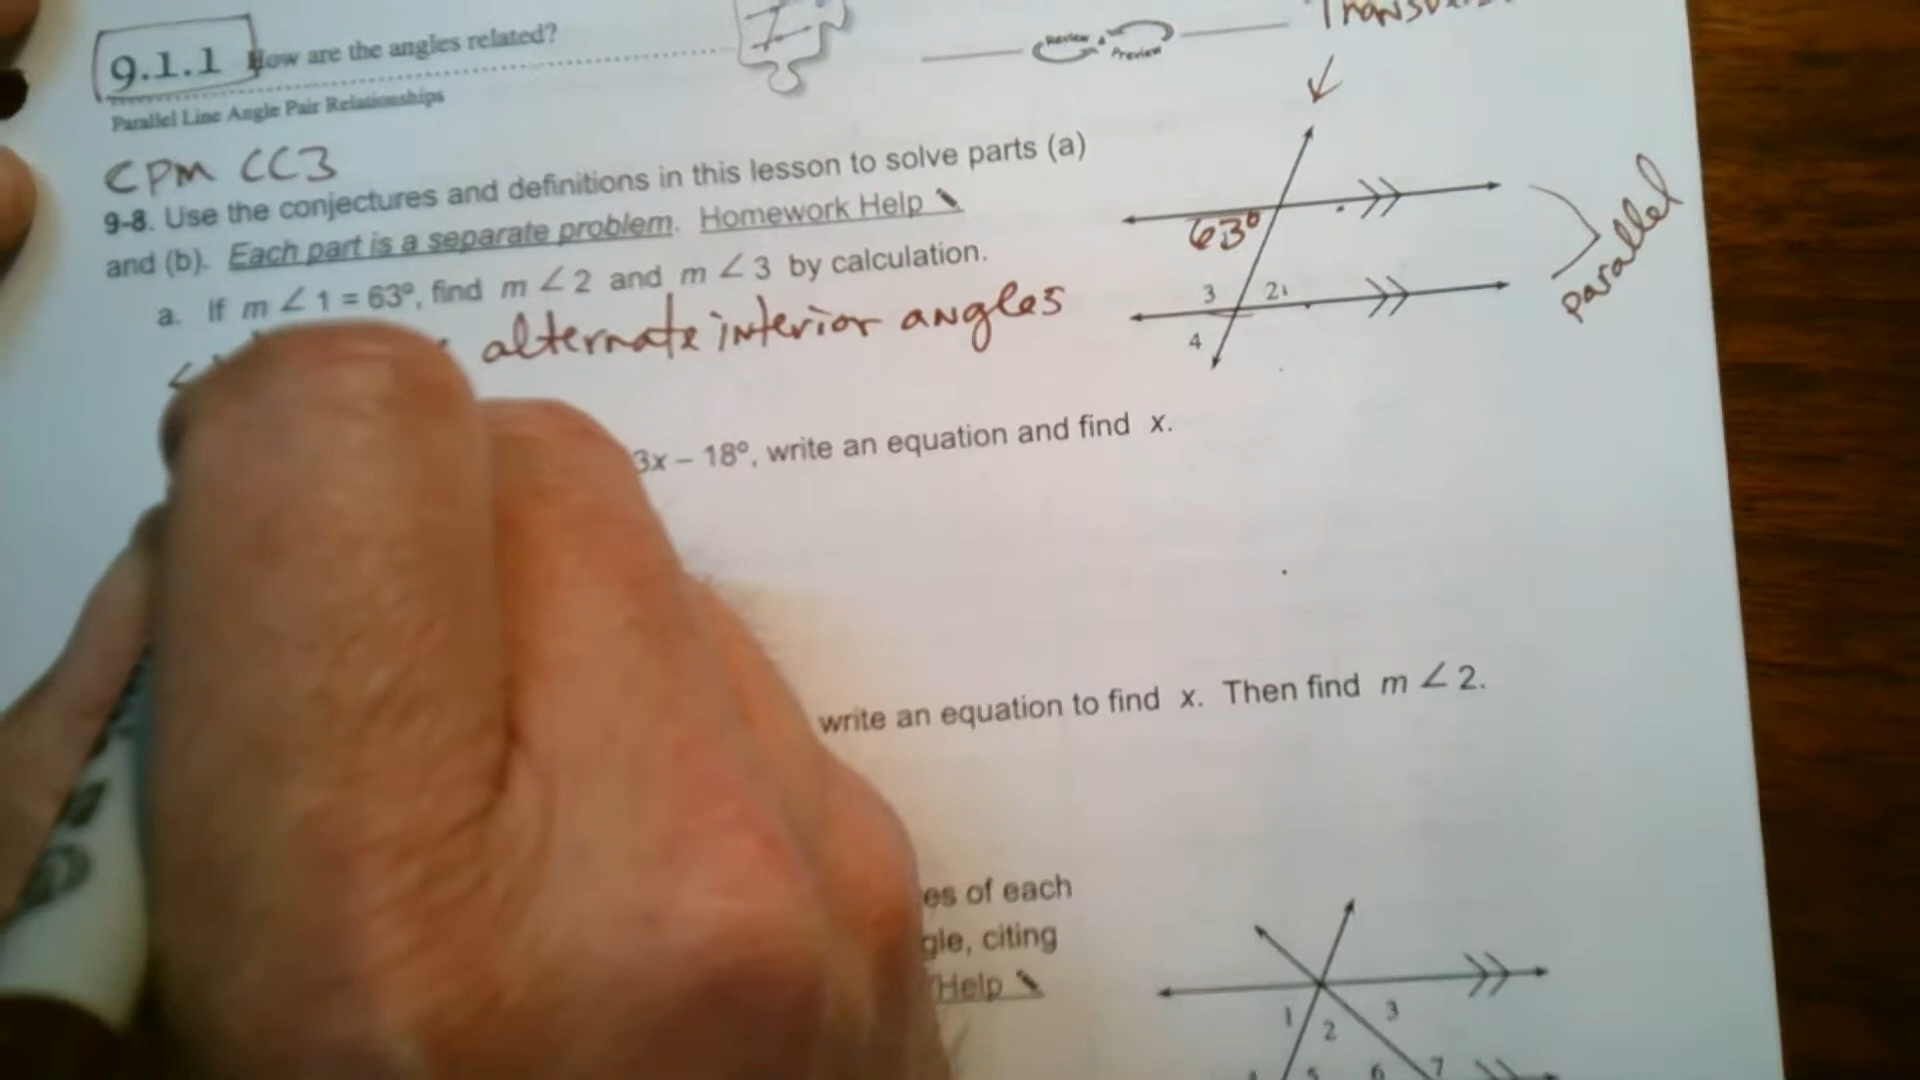 9.1.1 How are the angles related?
Review & Preview
Parallel Line Angle Pair Relationships
CPM CC3
9-8. Use the conjectures and definitions in this lesson to solve parts (a)
and (b). Each part is a separate problem. Homework Help
a. If m ∠ 1 = 63º, find m ∠ 2 and m ∠ 3 by calculation.
alternate interior angles
63°
3 2
4
parallel
3x – 18º, write an equation and find x.
write an equation to find x. Then find m ∠ 2.
of each
citing
Help
1 2 3
6 7